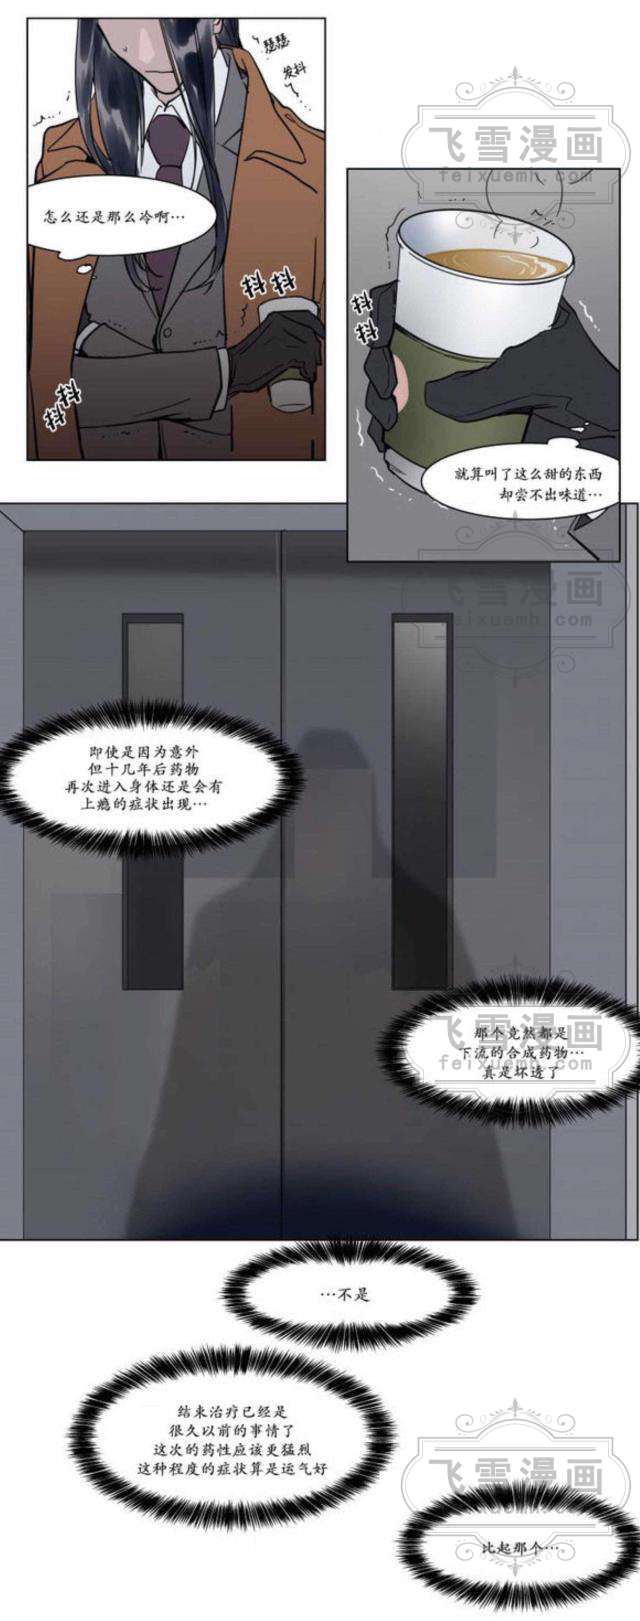 瑟瑟
发抖
飞雪漫画
feixuemh.com
怎么还是那么冷啊…
抖抖
抖抖
抖抖
就算叫了这么甜的东西
却尝不出味道…
飞雪漫画
feixuemh.com
即使是因为意外
但十几年后药物
再次进入身体还是会有
上瘾的症状出现…
飞雪漫画
feixuemh.com
那个竟然都是
下流的合成药物…
真是坏透了
…不是
结束治疗已经是
很久以前的事情了
这次的药性应该更猛烈
这种程度的症状算是运气好
飞雪漫画
feixuemh.com
比起那个…